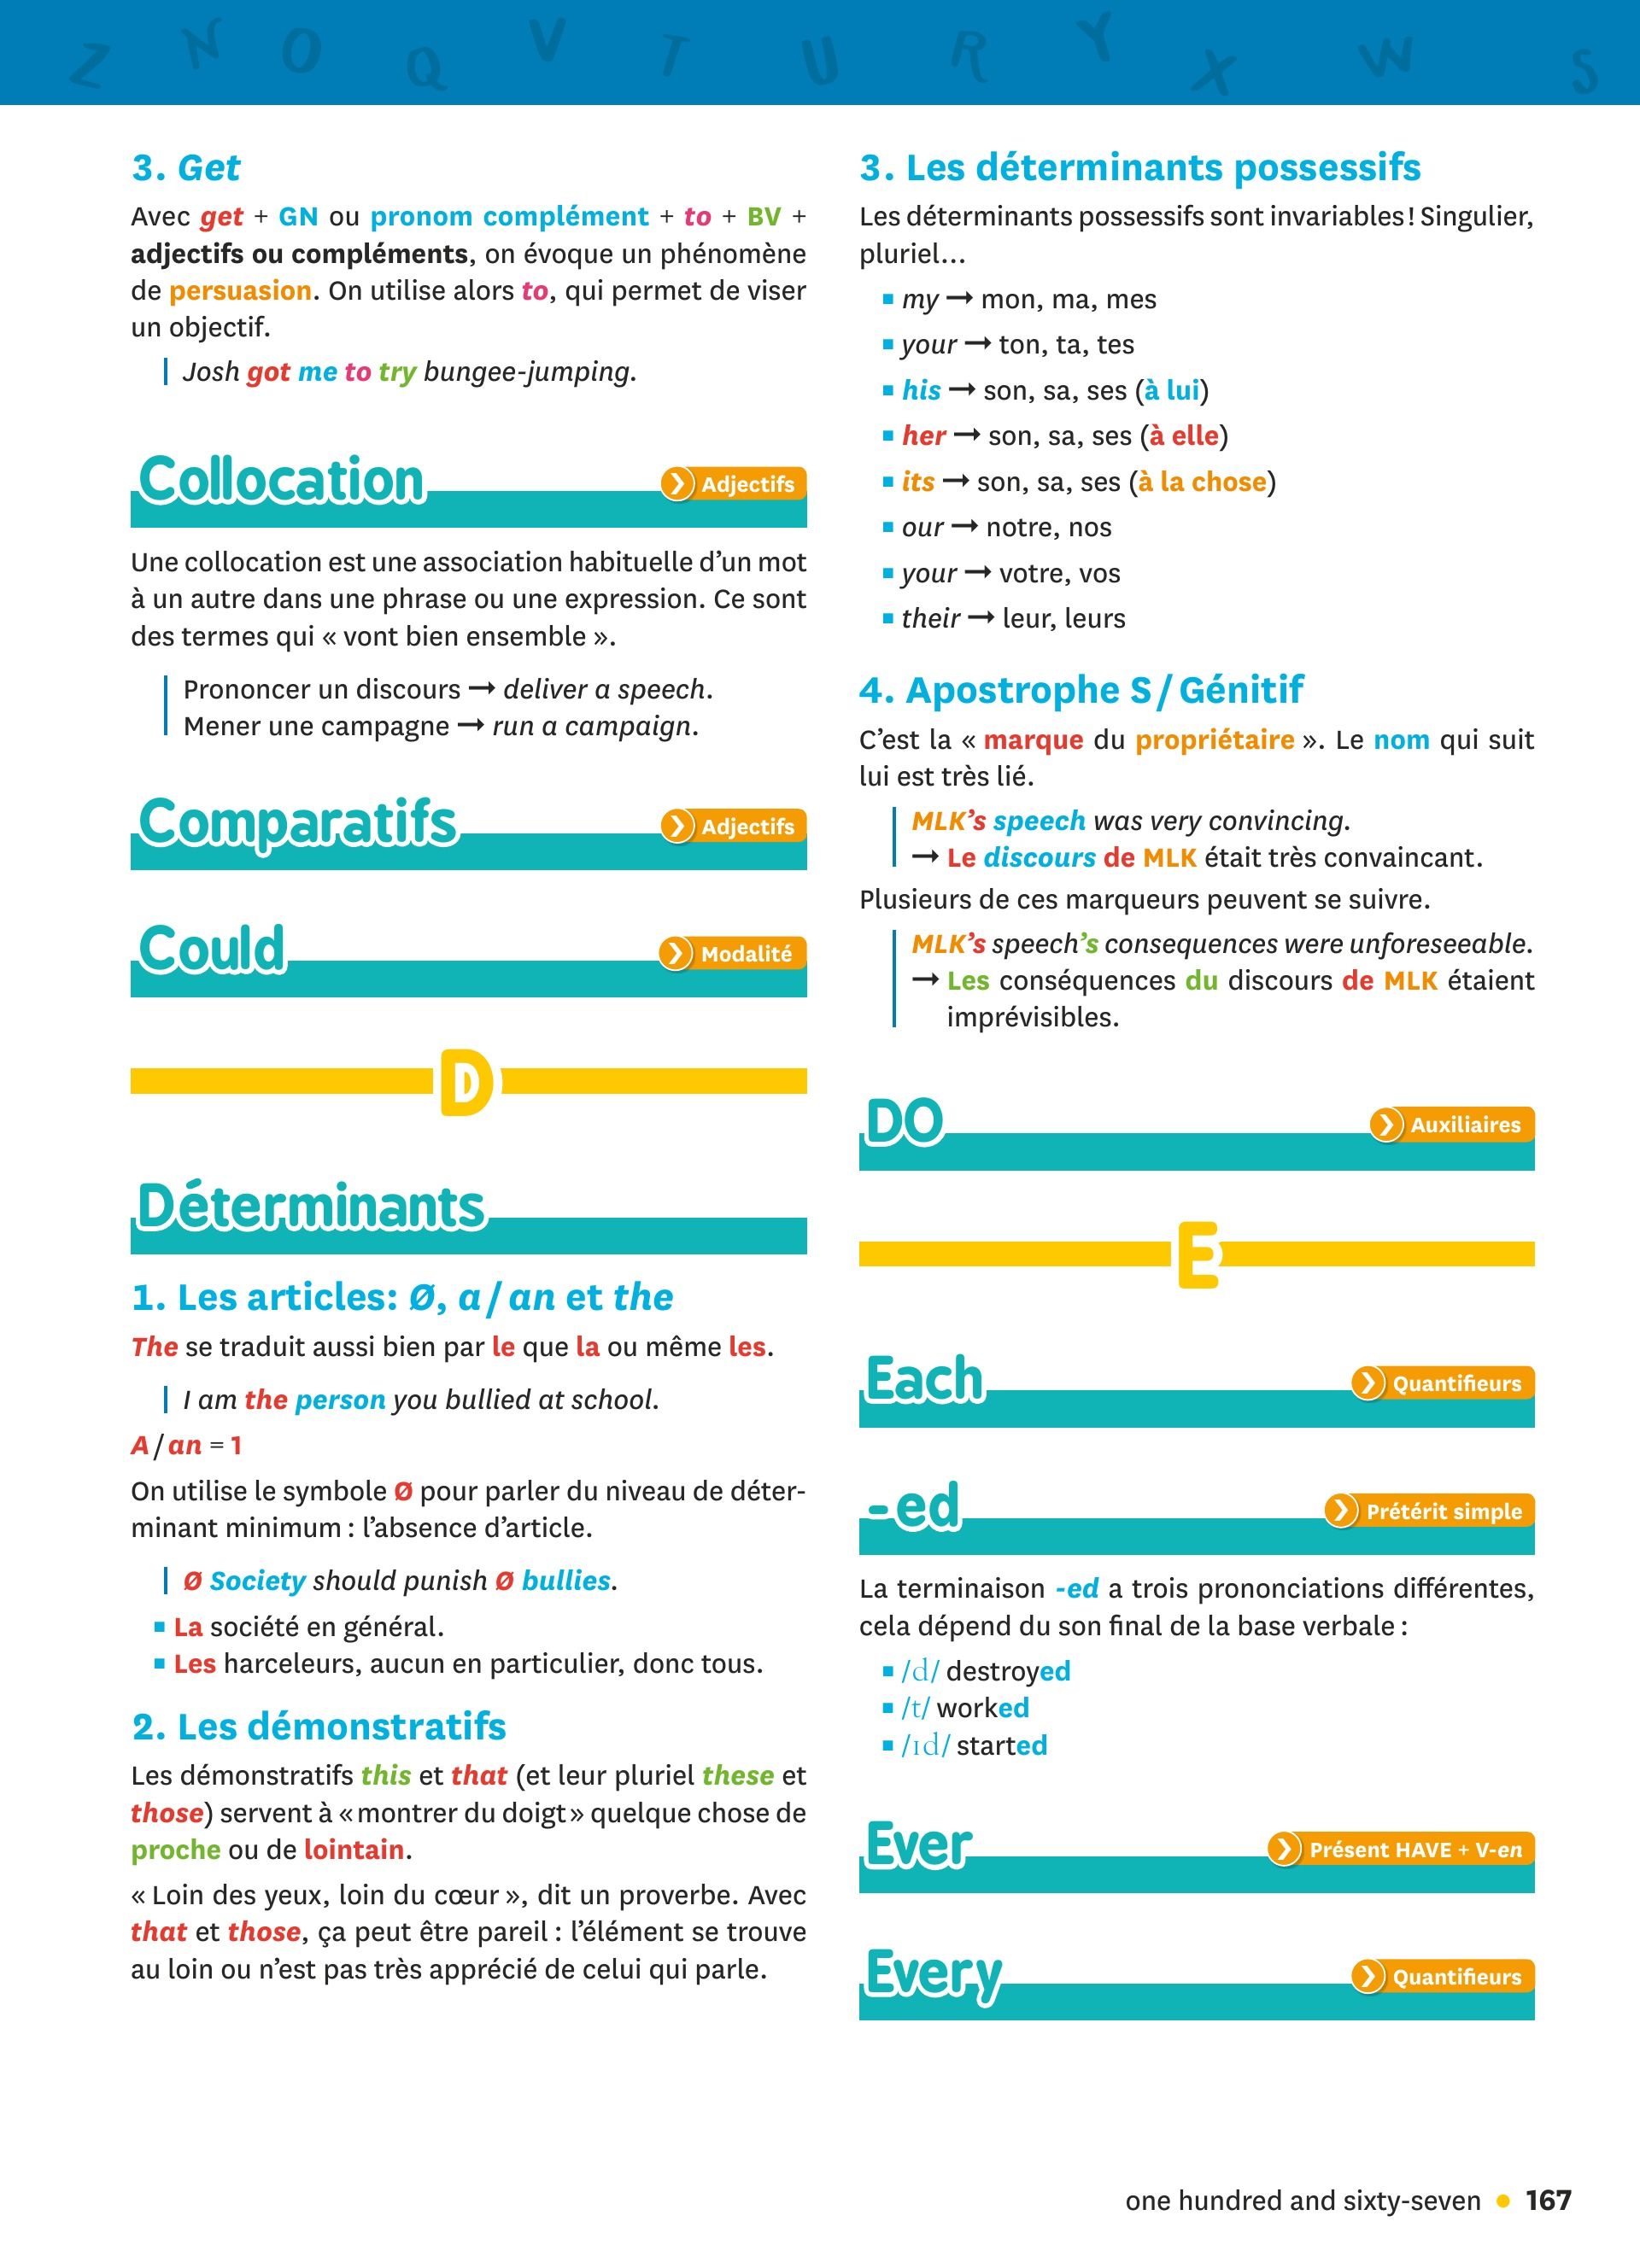 Z N O Q V T U R Y X W S
3. Get
Avec get + GN ou pronom complément + to + BV +
adjectifs ou compléments, on évoque un phénomène
de persuasion. On utilise alors to, qui permet de viser
un objectif.
Josh got me to try bungee-jumping.
Collocation
❯ Adjectifs
Une collocation est une association habituelle d’un mot
à un autre dans une phrase ou une expression. Ce sont
des termes qui « vont bien ensemble ».
Prononcer un discours → deliver a speech.
Mener une campagne → run a campaign.
Comparatifs
❯ Adjectifs
Could
❯ Modalité
D
Déterminants
1. Les articles: Ø, a / an et the
The se traduit aussi bien par le que la ou même les.
I am the person you bullied at school.
A / an = 1
On utilise le symbole Ø pour parler du niveau de déter-
minant minimum : l’absence d’article.
Ø Society should punish Ø bullies.
▪ La société en général.
▪ Les harceleurs, aucun en particulier, donc tous.
2. Les démonstratifs
Les démonstratifs this et that (et leur pluriel these et
those) servent à « montrer du doigt » quelque chose de
proche ou de lointain.
« Loin des yeux, loin du cœur », dit un proverbe. Avec
that et those, ça peut être pareil : l’élément se trouve
au loin ou n’est pas très apprécié de celui qui parle.
3. Les déterminants possessifs
Les déterminants possessifs sont invariables ! Singulier,
pluriel…
▪ my → mon, ma, mes
▪ your → ton, ta, tes
▪ his → son, sa, ses (à lui)
▪ her → son, sa, ses (à elle)
▪ its → son, sa, ses (à la chose)
▪ our → notre, nos
▪ your → votre, vos
▪ their → leur, leurs
4. Apostrophe S / Génitif
C’est la « marque du propriétaire ». Le nom qui suit
lui est très lié.
MLK’s speech was very convincing.
→ Le discours de MLK était très convaincant.
Plusieurs de ces marqueurs peuvent se suivre.
MLK’s speech’s consequences were unforeseeable.
→ Les conséquences du discours de MLK étaient
imprévisibles.
DO
❯ Auxiliaires
E
Each
❯ Quantifieurs
-ed
❯ Prétérit simple
La terminaison -ed a trois prononciations différentes,
cela dépend du son final de la base verbale :
▪ /d/ destroyed
▪ /t/ worked
▪ /ɪd/ started
Ever
❯ Présent HAVE + V-en
Every
❯ Quantifieurs
one hundred and sixty-seven • 167